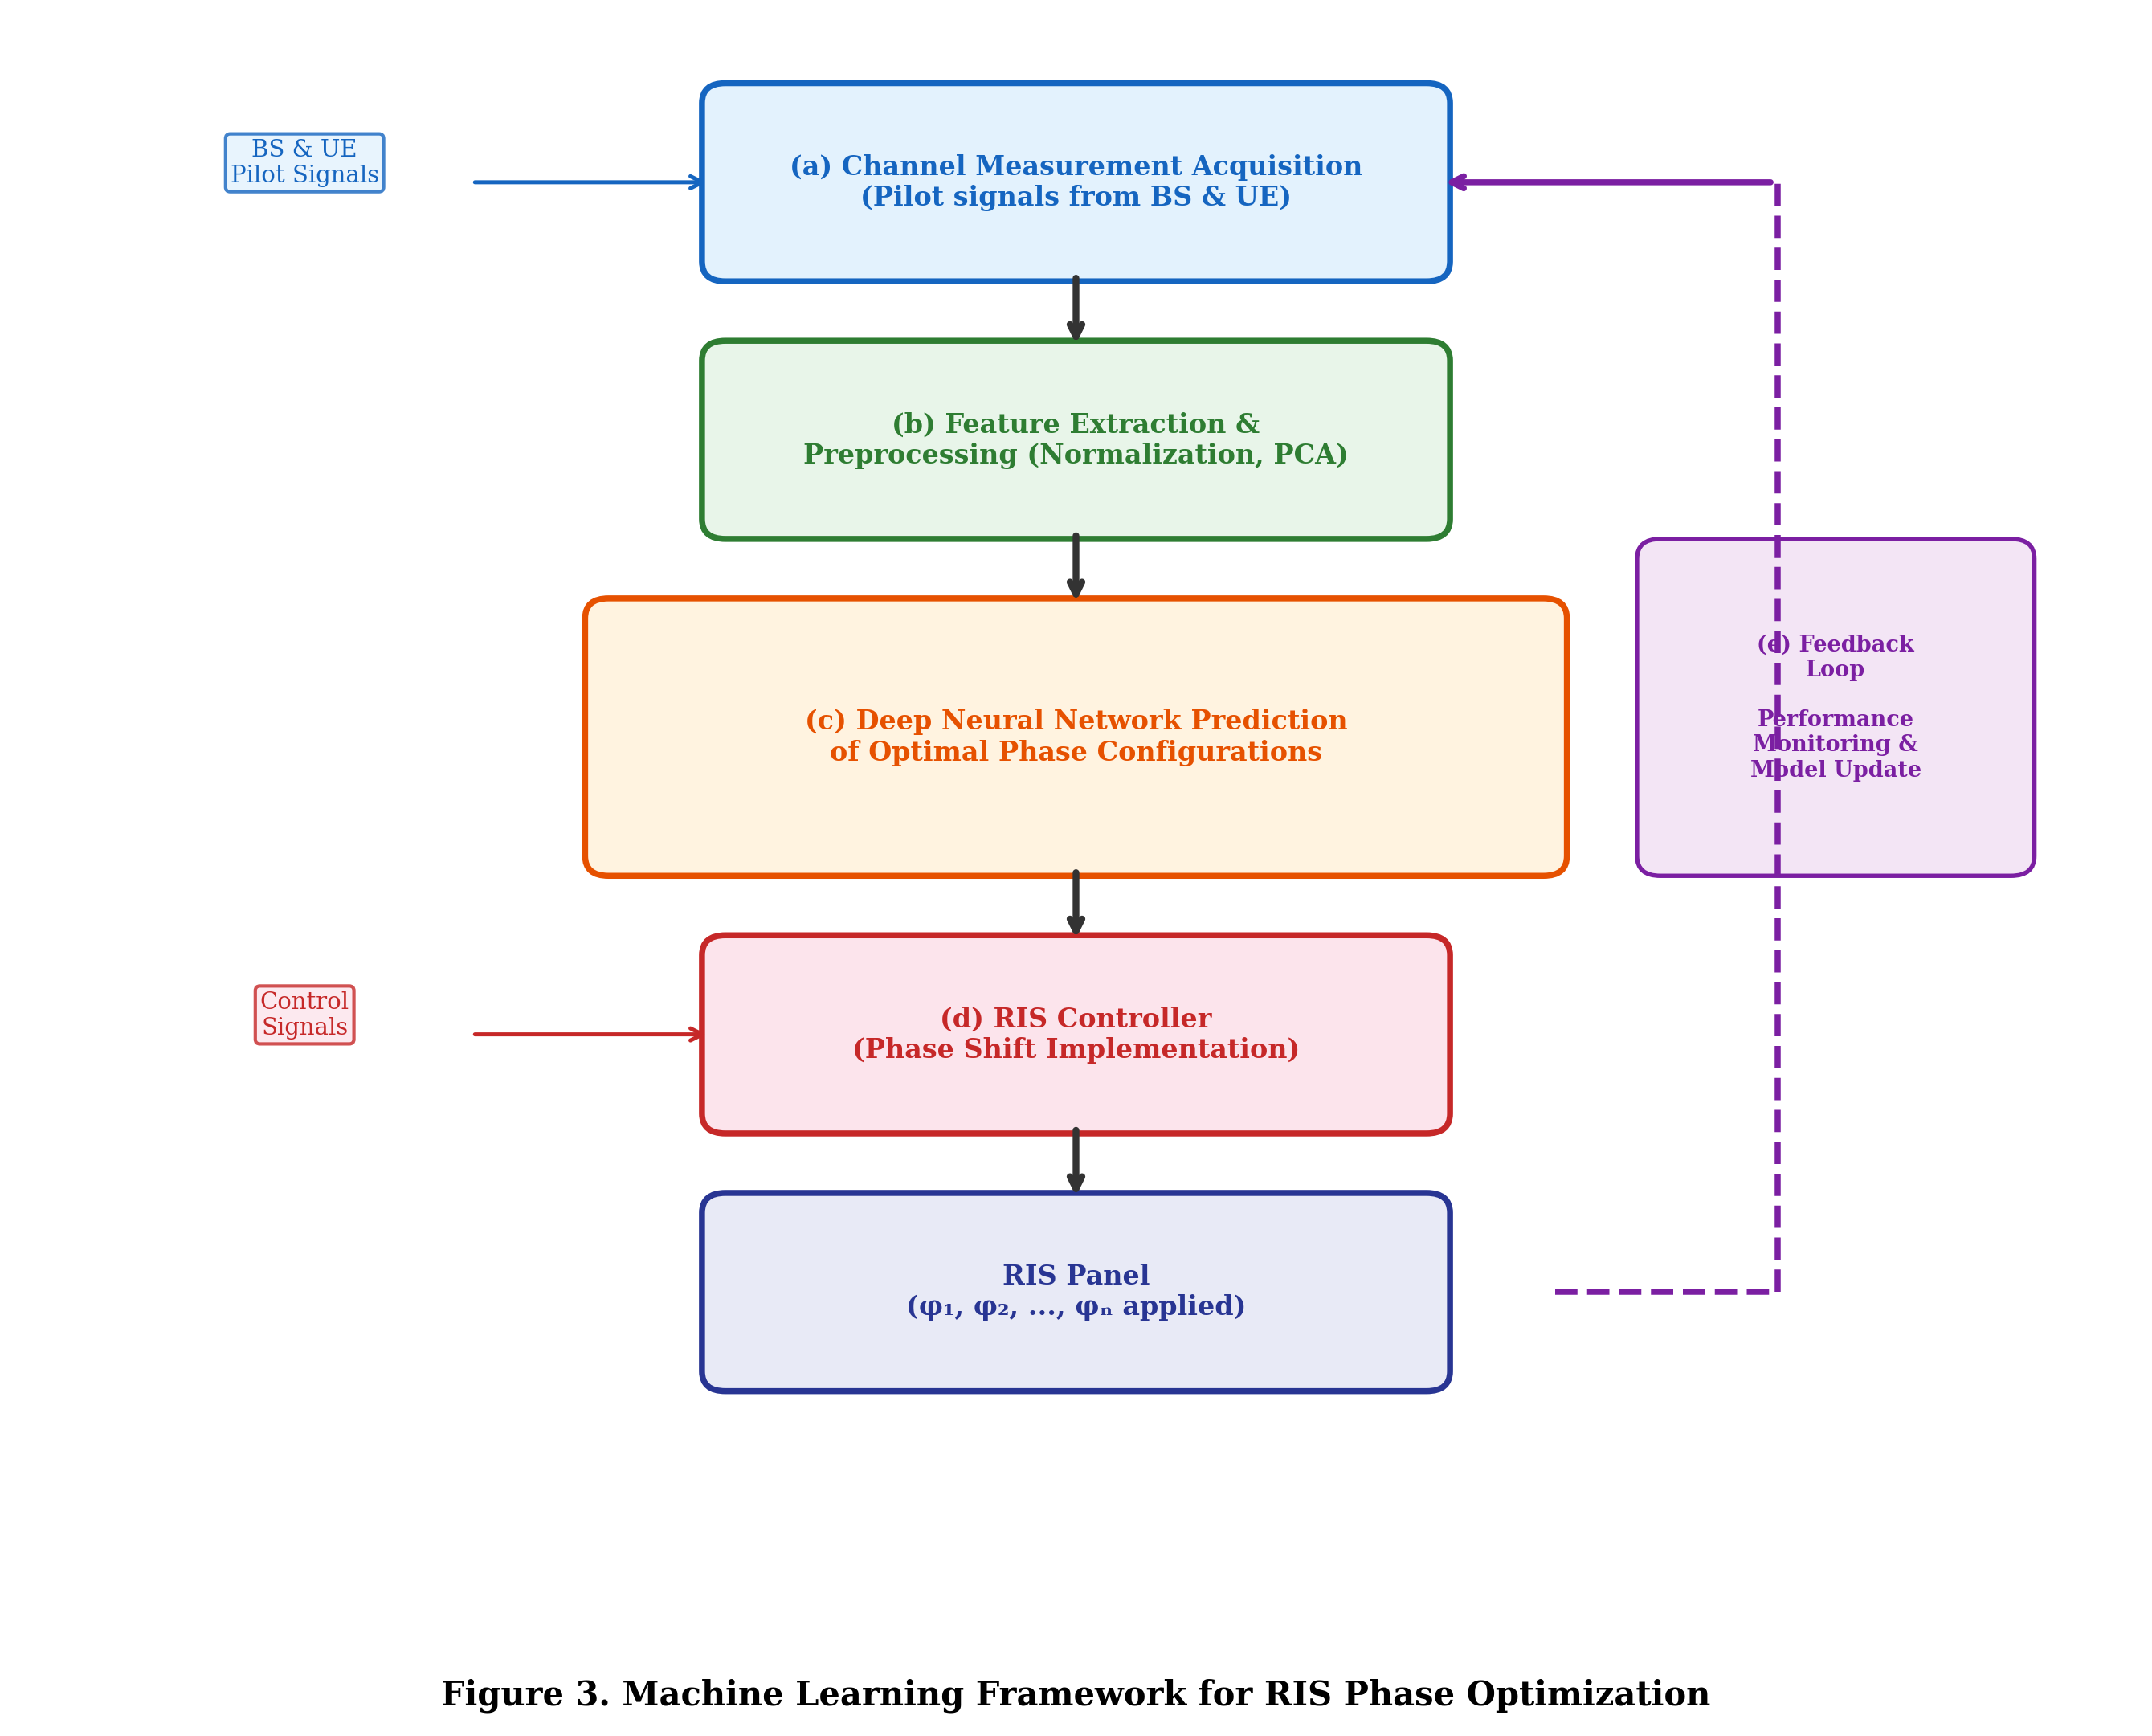 BS & UE
Pilot Signals
(a) Channel Measurement Acquisition
(Pilot signals from BS & UE)
(b) Feature Extraction &
Preprocessing (Normalization, PCA)
(c) Deep Neural Network Prediction
of Optimal Phase Configurations
(e) Feedback
Loop
Performance
Monitoring &
Model Update
Control
Signals
(d) RIS Controller
(Phase Shift Implementation)
RIS Panel
(φ₁, φ₂, ..., φₙ applied)
Figure 3. Machine Learning Framework for RIS Phase Optimization